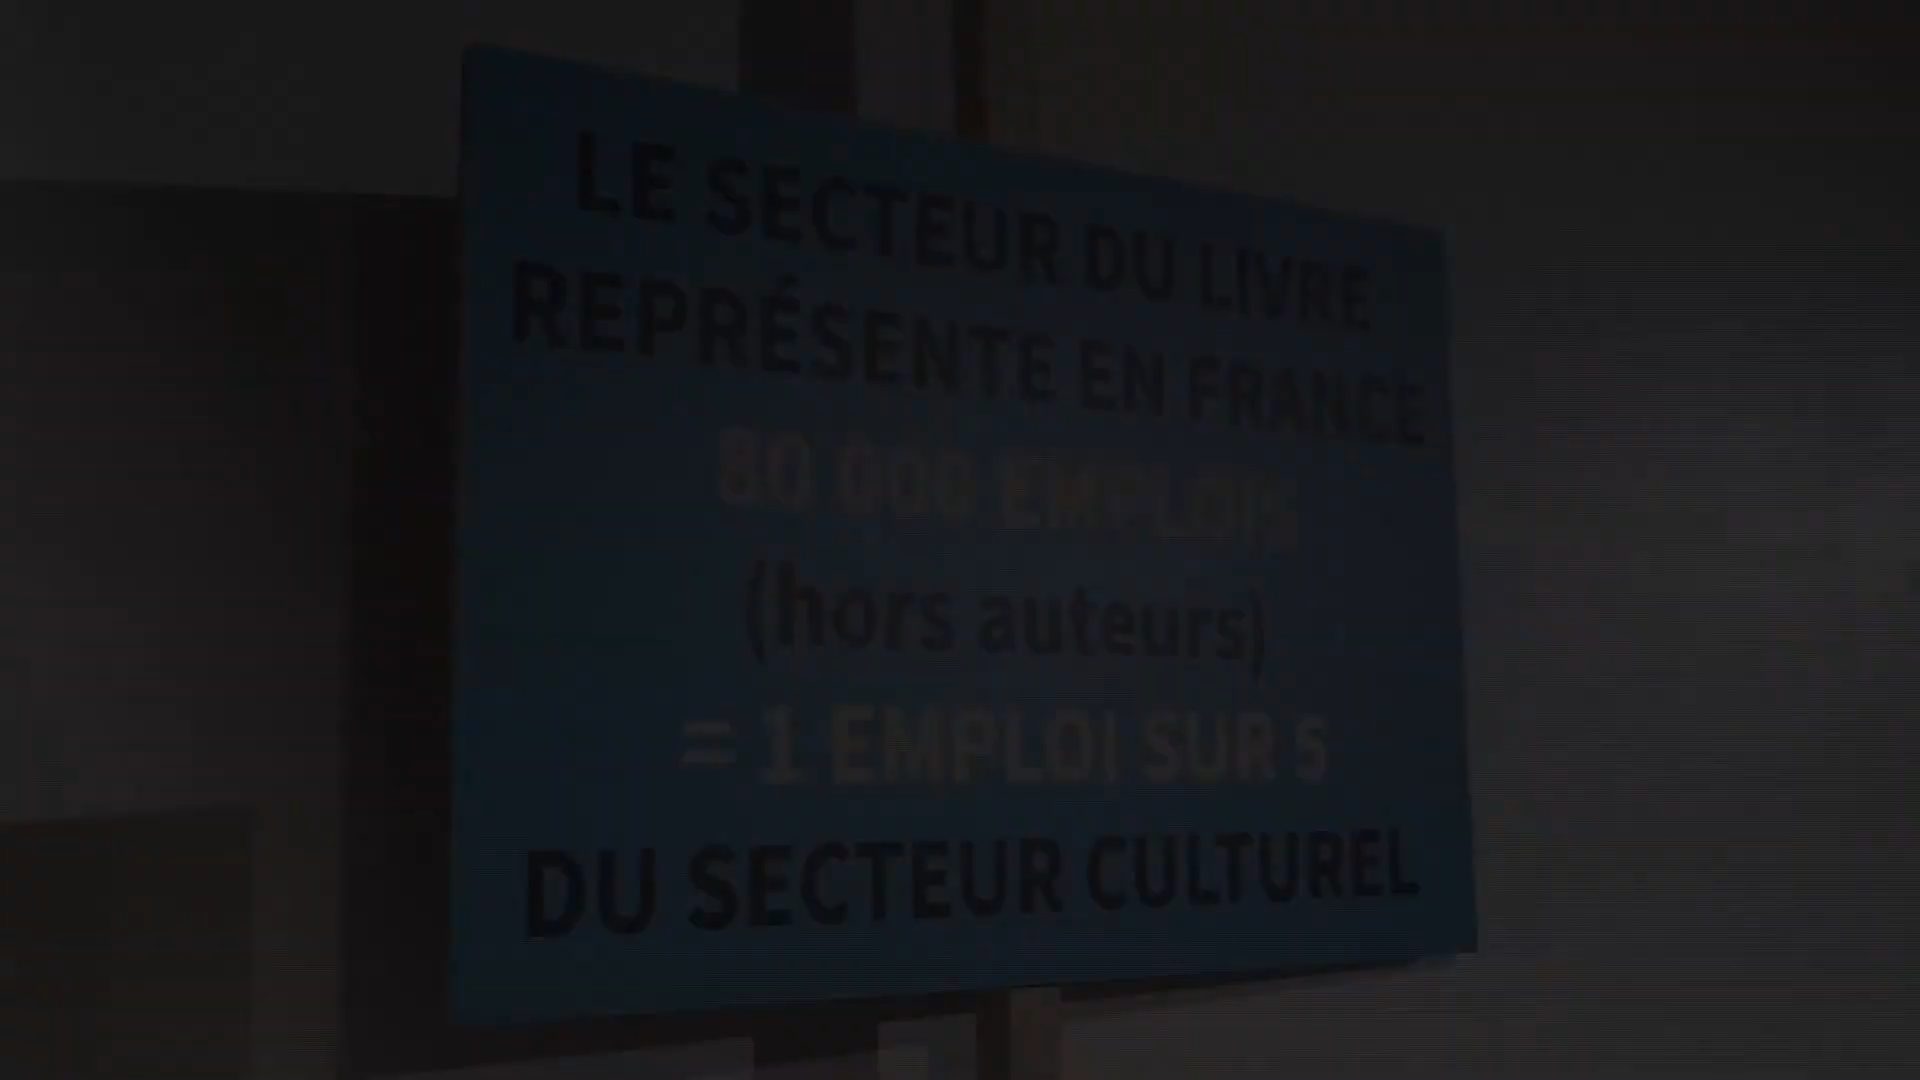 LE SECTEUR DU LIVRE
REPRÉSENTE EN FRANCE
80 000 EMPLOIS
(hors auteurs)
= 1 EMPLOI SUR 5
DU SECTEUR CULTUREL